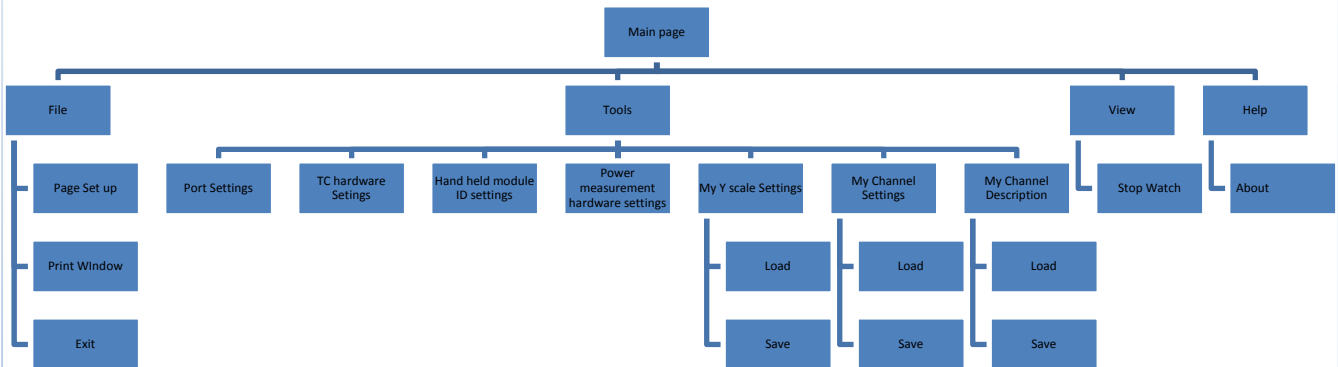 Main page
File
Tools
View
Help
Page Set up
Port Settings
TC hardware
Setings
Hand held module
ID settings
Power
measurement
hardware settings
My Y scale Settings
My Channel
Settings
My Channel
Description
Stop Watch
About
Print WIndow
Load
Load
Load
Exit
Save
Save
Save